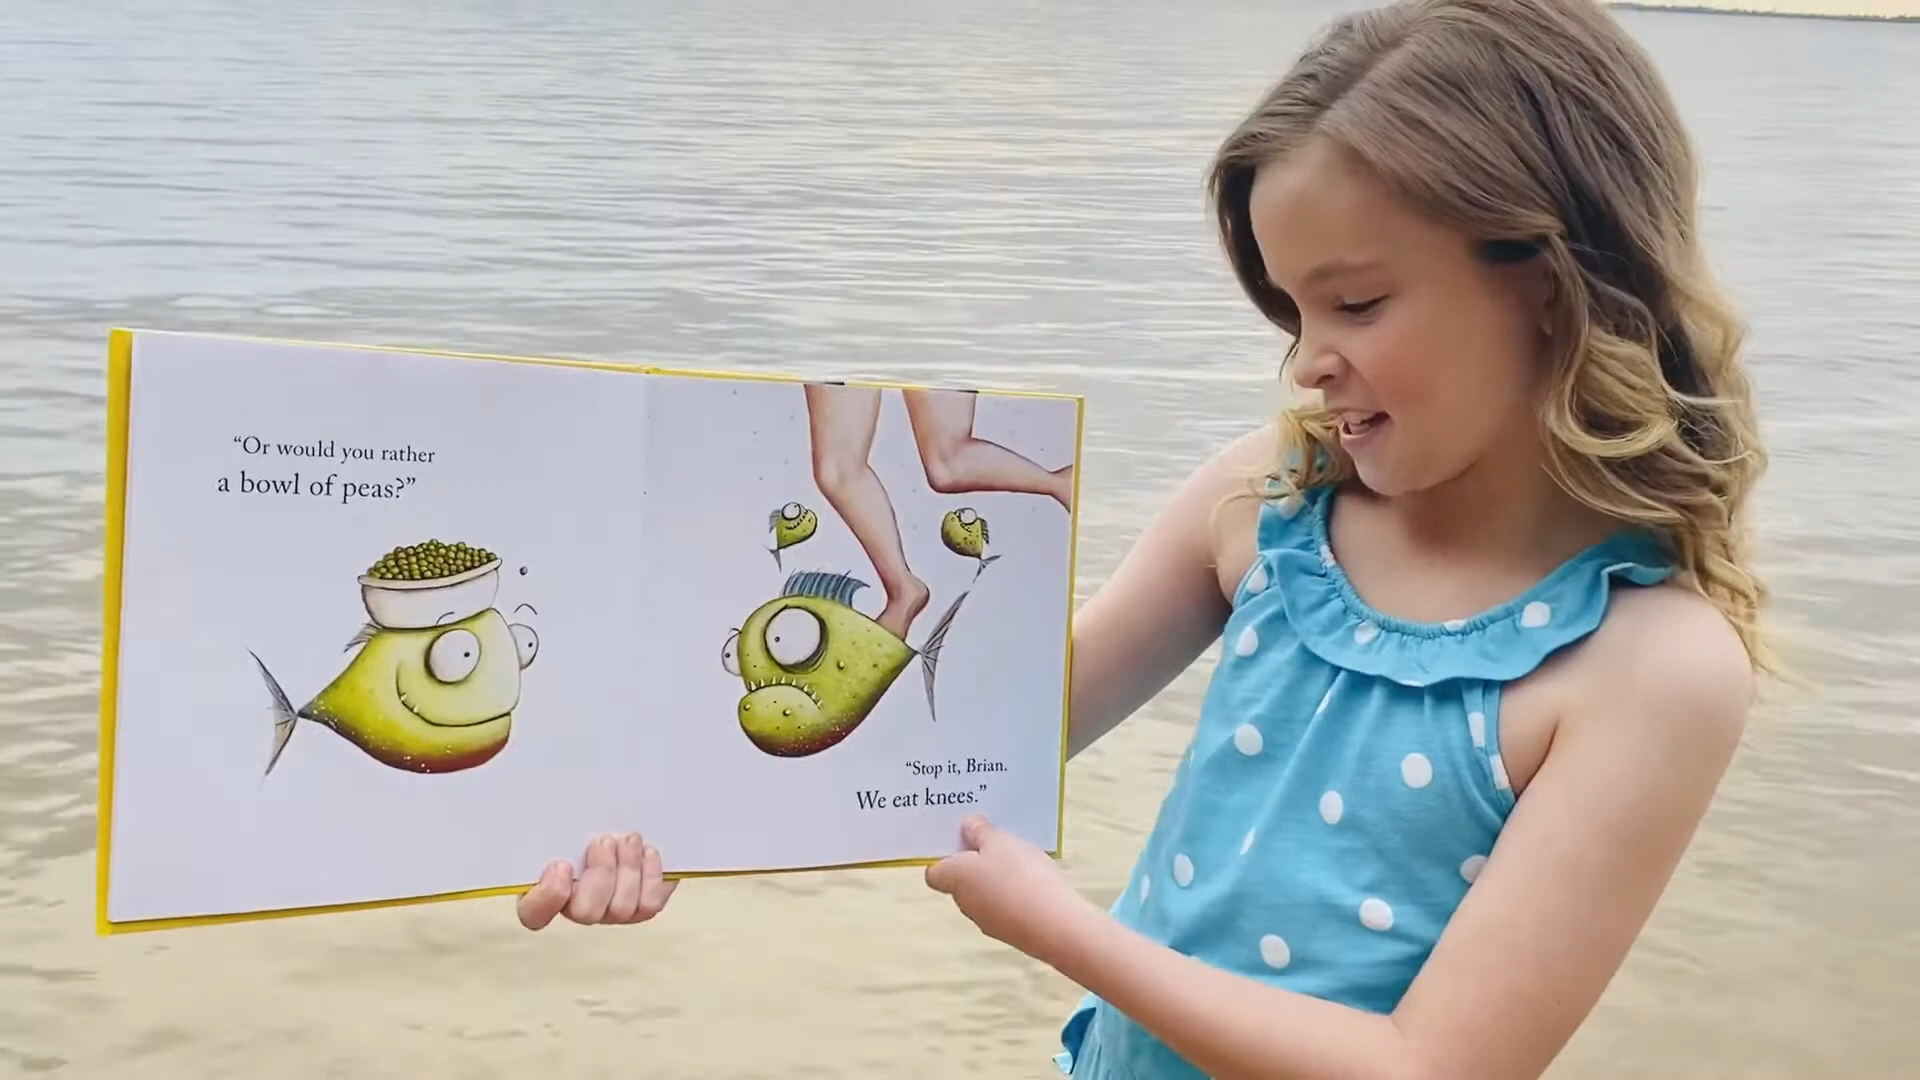 “Or would you rather
a bowl of peas?”
“Stop it, Brian.
We eat knees.”